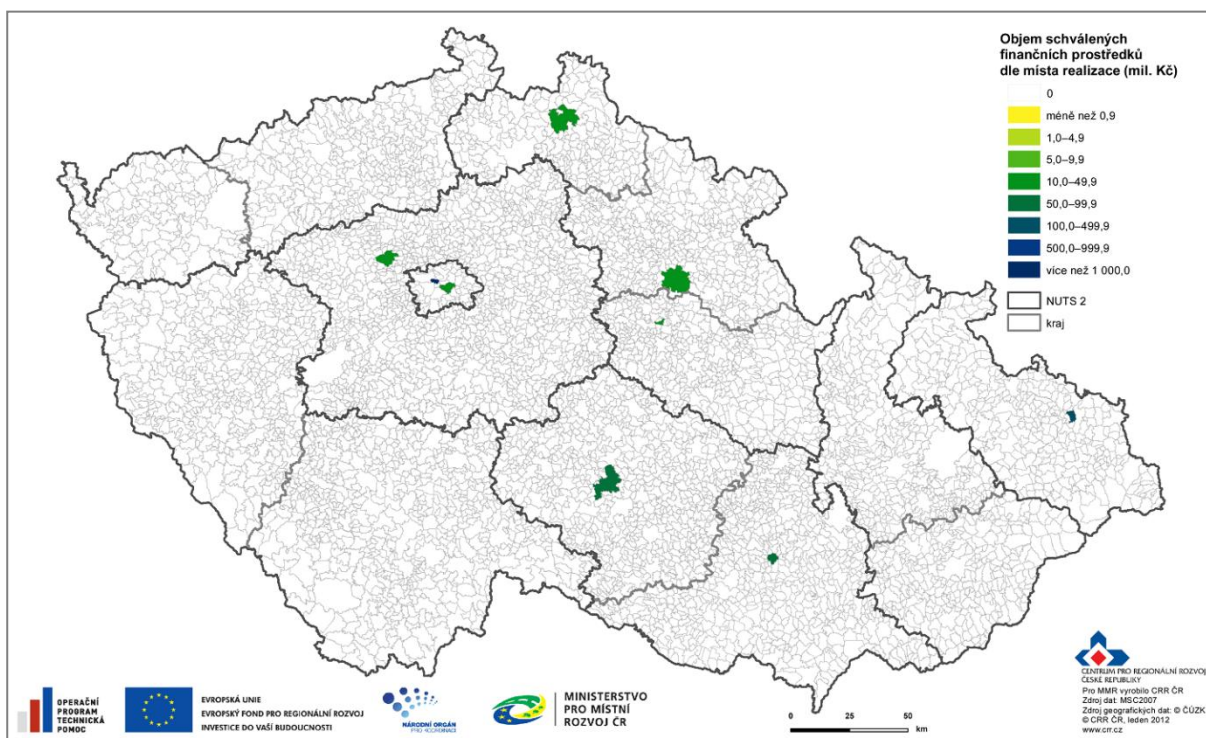 Objem schválených
finančních prostředků
dle místa realizace (mil. Kč)
0
méně než 0,9
1,0–4,9
5,0–9,9
10,0–49,9
50,0–99,9
100,0–499,9
500,0–999,9
více než 1 000,0
NUTS 2
kraj
OPERAČNÍ
PROGRAM
TECHNICKÁ
POMOC
EVROPSKÁ UNIE
EVROPSKÝ FOND PRO REGIONÁLNÍ ROZVOJ
INVESTICE DO VAŠÍ BUDOUCNOSTI
NÁRODNÍ ORGÁN
PRO KOORDINACI
MINISTERSTVO
PRO MÍSTNÍ
ROZVOJ ČR
0 25 50
km
CENTRUM PRO REGIONÁLNÍ ROZVOJ
ČESKÉ REPUBLIKY
Pro MMR vyrobilo CRR ČR
Zdroj dat: MSC2007
Zdroj geografických dat: © ČÚZK
© CRR ČR, leden 2012
www.crr.cz